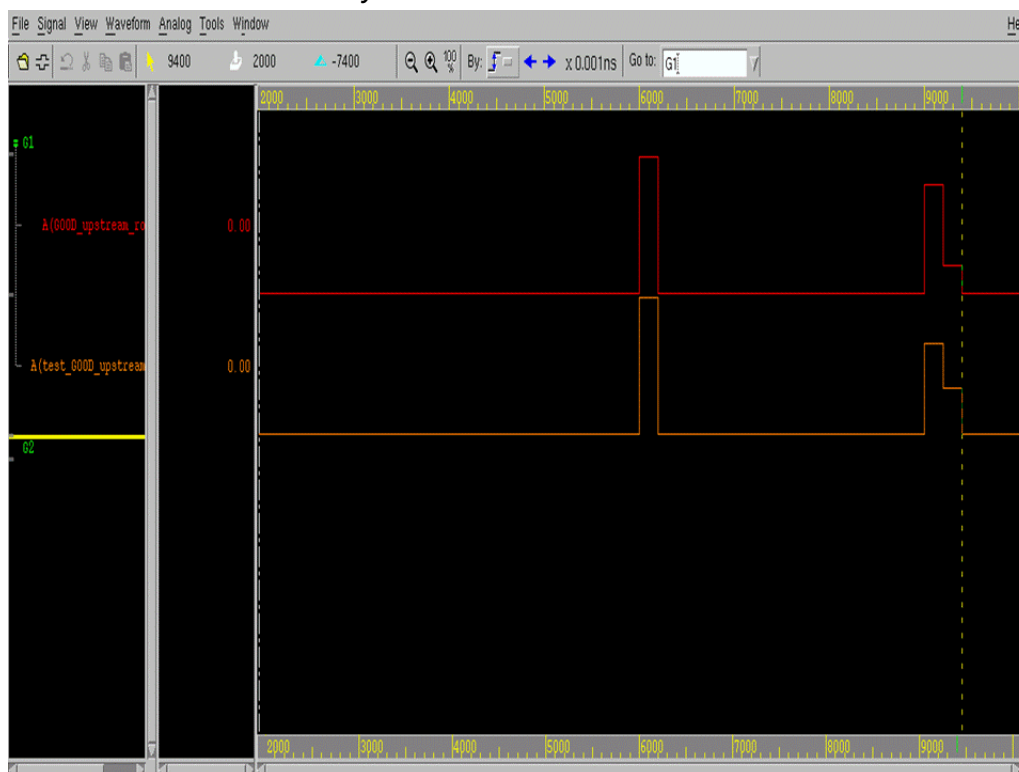 File Signal View Waveform Analog Tools Window He
9400 2000 -7400 100 % By: x 0.001ns Go to: G1
2000 3000 4000 5000 6000 7000 8000 9000
G1
A(GOOD_upstream_ro 0.00
A(test_GOOD_upstream 0.00
G2
2000 3000 4000 5000 6000 7000 8000 9000